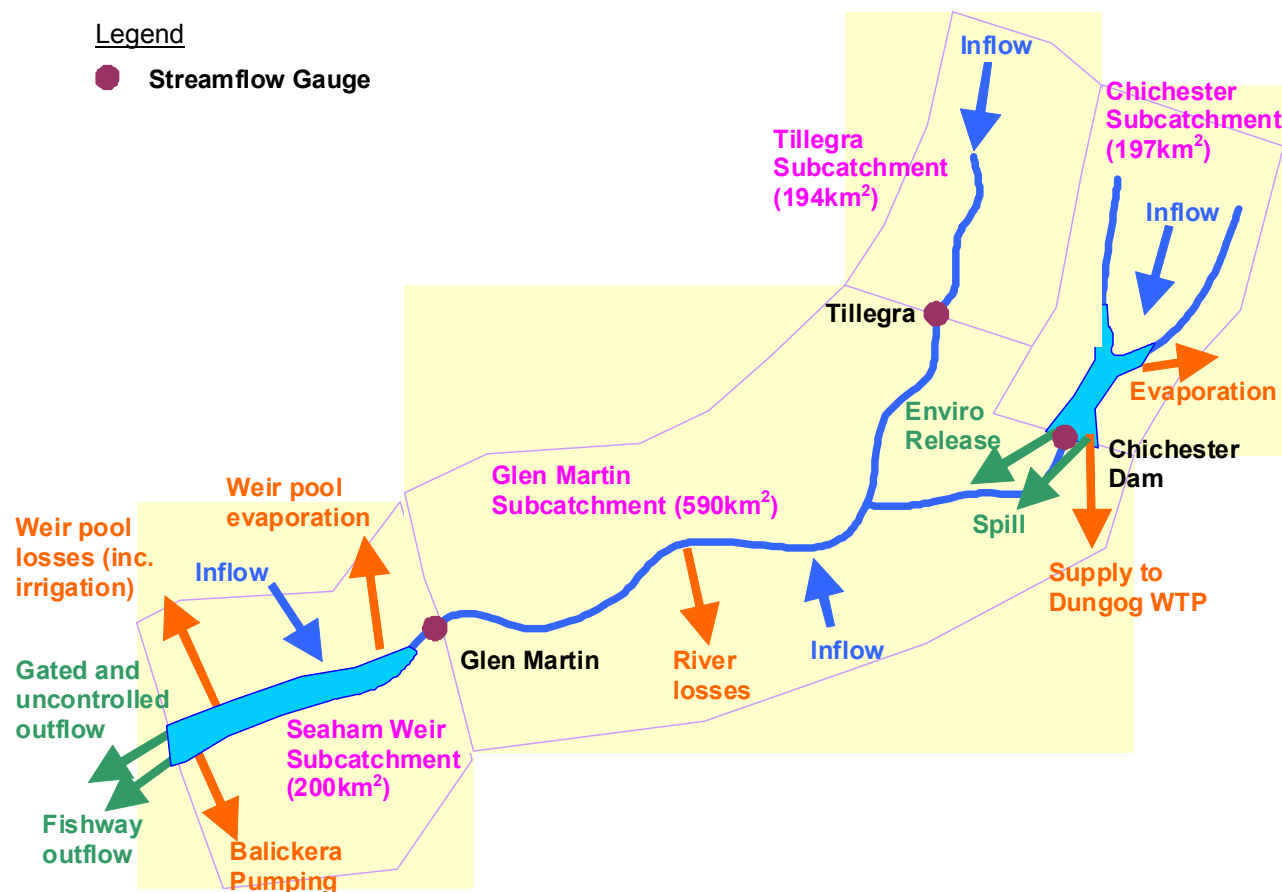 Legend
Streamflow Gauge
Inflow
Chichester
Subcatchment
(197km²)
Tillegra
Subcatchment
(194km²)
Inflow
Tillegra
Evaporation
Enviro
Release
Chichester
Dam
Glen Martin
Subcatchment (590km²)
Spill
Weir pool
evaporation
Weir pool
losses (inc.
irrigation)
Inflow
Supply to
Dungog WTP
Glen Martin
River
losses
Inflow
Gated and
uncontrolled
outflow
Seaham Weir
Subcatchment
(200km²)
Fishway
outflow
Balickera
Pumping